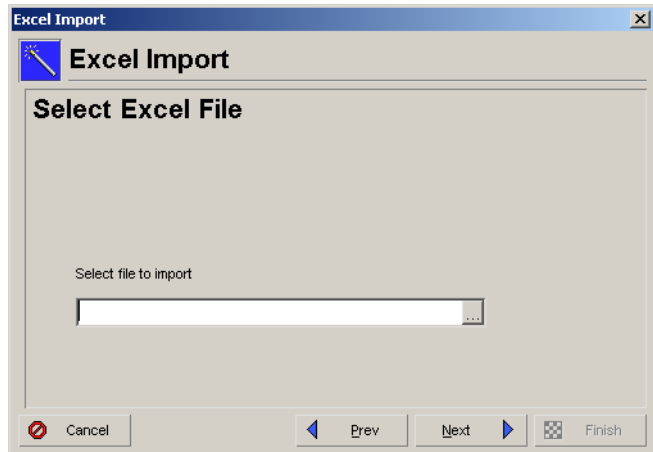 Excel Import
Excel Import
Select Excel File
Select file to import
...
Cancel
Prev
Next
Finish